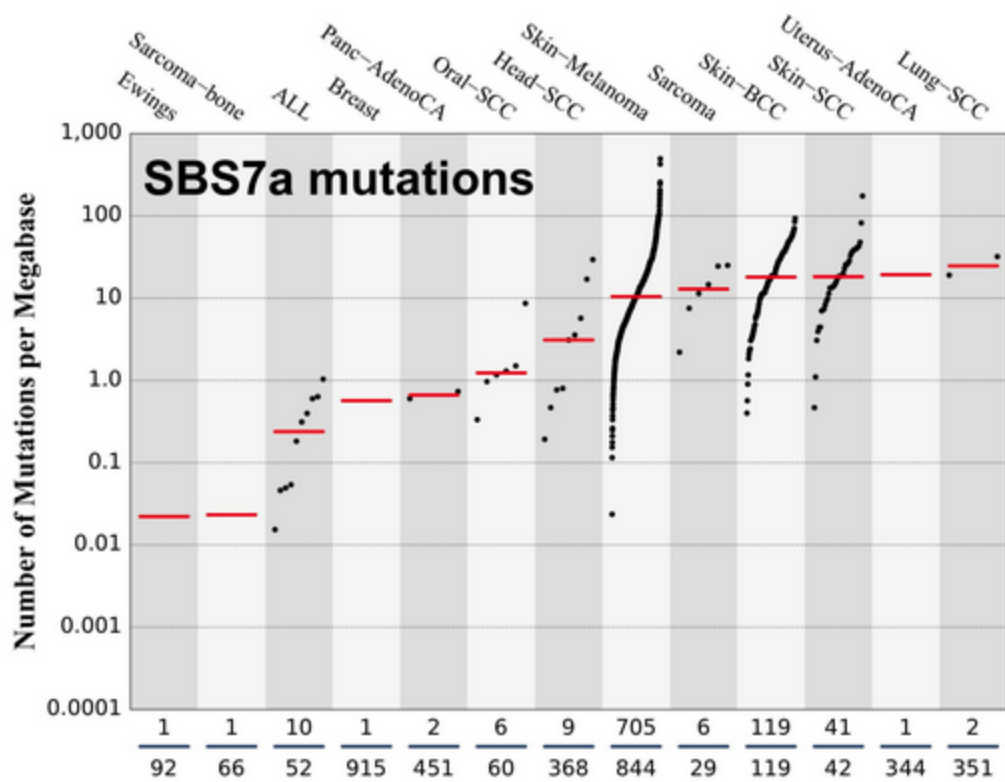 Ewings
Sarcoma-bone
ALL
Breast
Panc-AdenoCA
Oral-SCC
Head-SCC
Skin-Melanoma
Sarcoma
Skin-BCC
Skin-SCC
Uterus-AdenoCA
Lung-SCC
SBS7a mutations
Number of Mutations per Megabase
1,000
100
10
1.0
0.1
0.01
0.001
0.0001
1 1 10 1 2 6 9 705 6 119 41 1 2
92 66 52 915 451 60 368 844 29 119 42 344 351